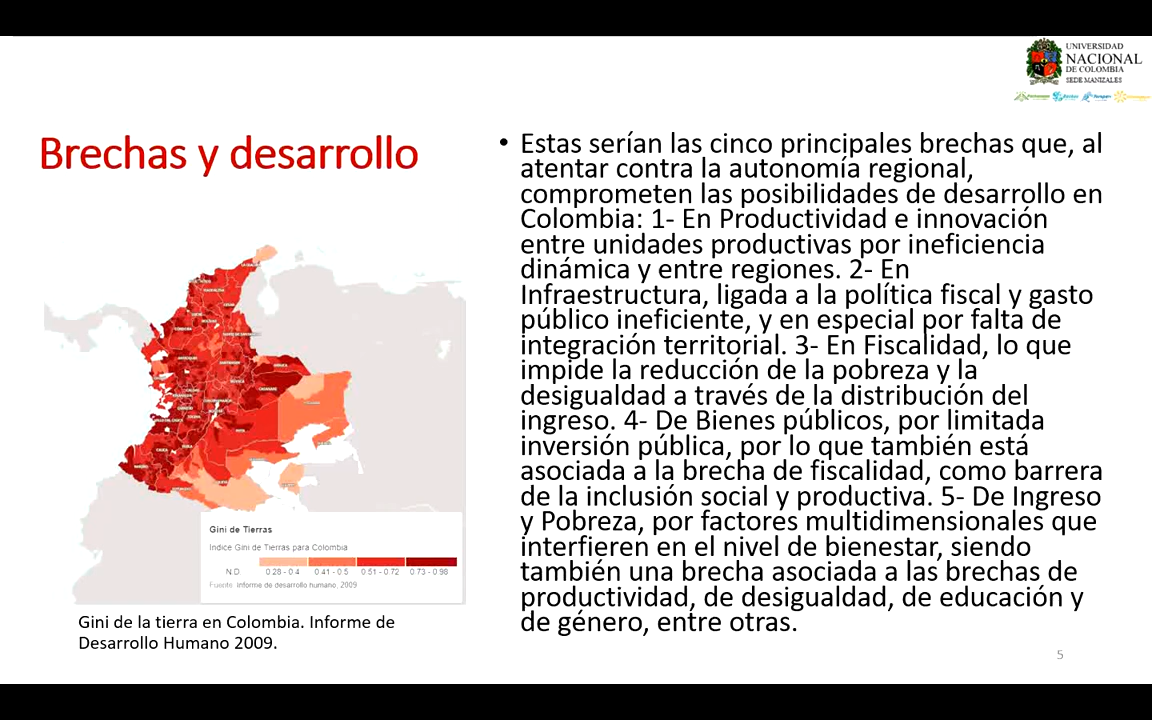 UNIVERSIDAD
NACIONAL
DE COLOMBIA
SEDE MANIZALES
Brechas y desarrollo
• Estas serían las cinco principales brechas que, al
atentar contra la autonomía regional,
comprometen las posibilidades de desarrollo en
Colombia: 1- En Productividad e innovación
entre unidades productivas por ineficiencia
dinámica y entre regiones. 2- En
Infraestructura, ligada a la política fiscal y gasto
público ineficiente, y en especial por falta de
integración territorial. 3- En Fiscalidad, lo que
impide la reducción de la pobreza y la
desigualdad a través de la distribución del
ingreso. 4- De Bienes públicos, por limitada
inversión pública, por lo que también está
asociada a la brecha de fiscalidad, como barrera
de la inclusión social y productiva. 5- De Ingreso
y Pobreza, por factores multidimensionales que
interfieren en el nivel de bienestar, siendo
también una brecha asociada a las brechas de
productividad, de desigualdad, de educación y
de género, entre otras.
Gini de Tierras
Indice Gini de Tierras para Colombia
N.D. 0.28 - 0.4 0.41 - 0.5 0.51 - 0.72 0.73 - 0.98
Fuente: Informe de desarrollo humano, 2009
Gini de la tierra en Colombia. Informe de
Desarrollo Humano 2009.
5